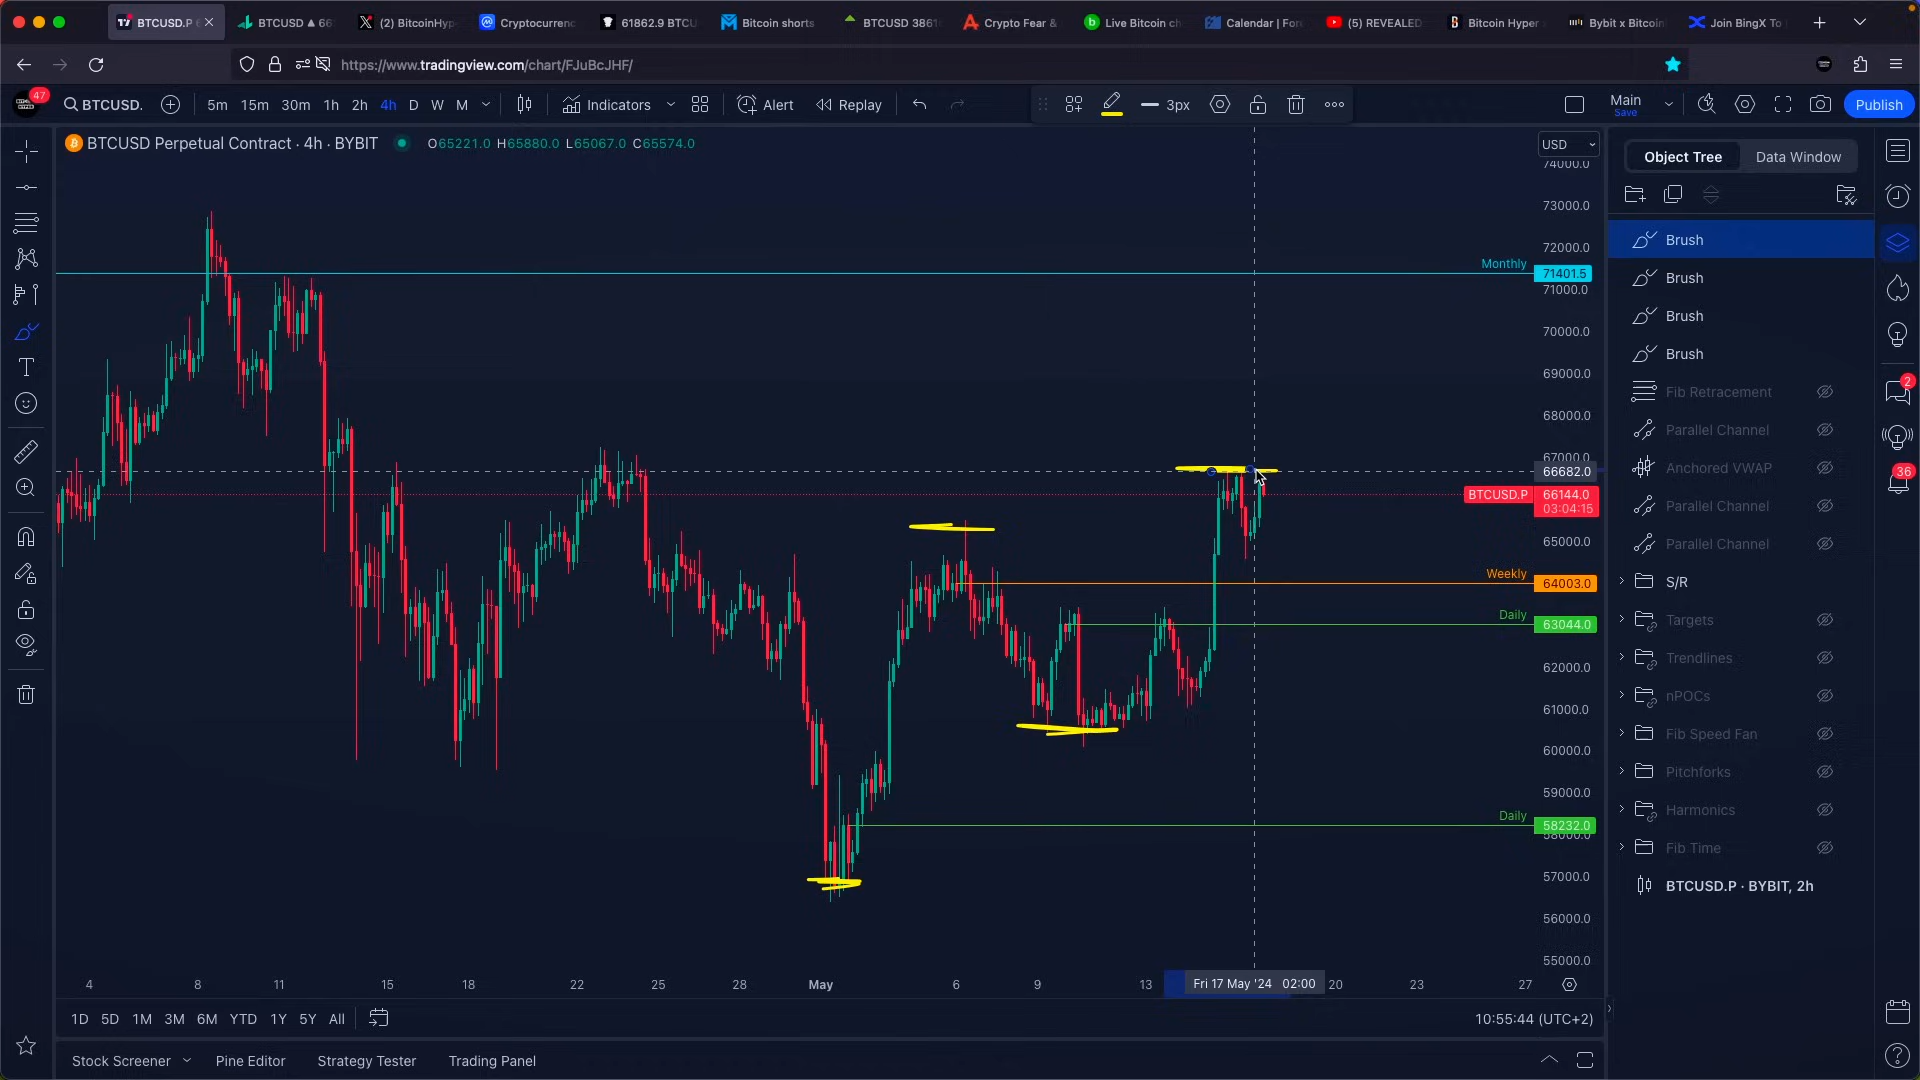 BTCUSD.P 6
BTCUSD ▲ 66
(2) BitcoinHyp
Cryptocurren
61862.9 BTCU
Bitcoin shorts
BTCUSD 3861
Crypto Fear &
Live Bitcoin ch
Calendar | For
(5) REVEALED
Bitcoin Hyper
Bybit x Bitcoin
Join BingX To
https://www.tradingview.com/chart/FJuBcJHF/
47
BTCUSD.
5m 15m 30m 1h 2h 4h D W M
Indicators
Alert
Replay
3px
Main
Save
Publish
BTCUSD Perpetual Contract · 4h · BYBIT
O65221.0 H65880.0 L65067.0 C65574.0
USD
Object Tree
Data Window
74000.0
73000.0
72000.0
Monthly
71401.5
71000.0
70000.0
69000.0
68000.0
67000.0
66682.0
BTCUSD.P
66144.0
03:04:15
65000.0
Weekly
64003.0
Daily
63044.0
62000.0
61000.0
60000.0
59000.0
Daily
58232.0
58000.0
57000.0
56000.0
55000.0
Brush
Brush
Brush
Brush
Fib Retracement
Parallel Channel
Anchored VWAP
Parallel Channel
Parallel Channel
S/R
Targets
Trendlines
nPOCs
Fib Speed Fan
Pitchforks
Harmonics
Fib Time
BTCUSD.P · BYBIT, 2h
2
36
4 8 11 15 18 22 25 28 May 6 9 13 Fri 17 May '24 02:00 20 23 27
1D 5D 1M 3M 6M YTD 1Y 5Y All
10:55:44 (UTC+2)
Stock Screener
Pine Editor
Strategy Tester
Trading Panel